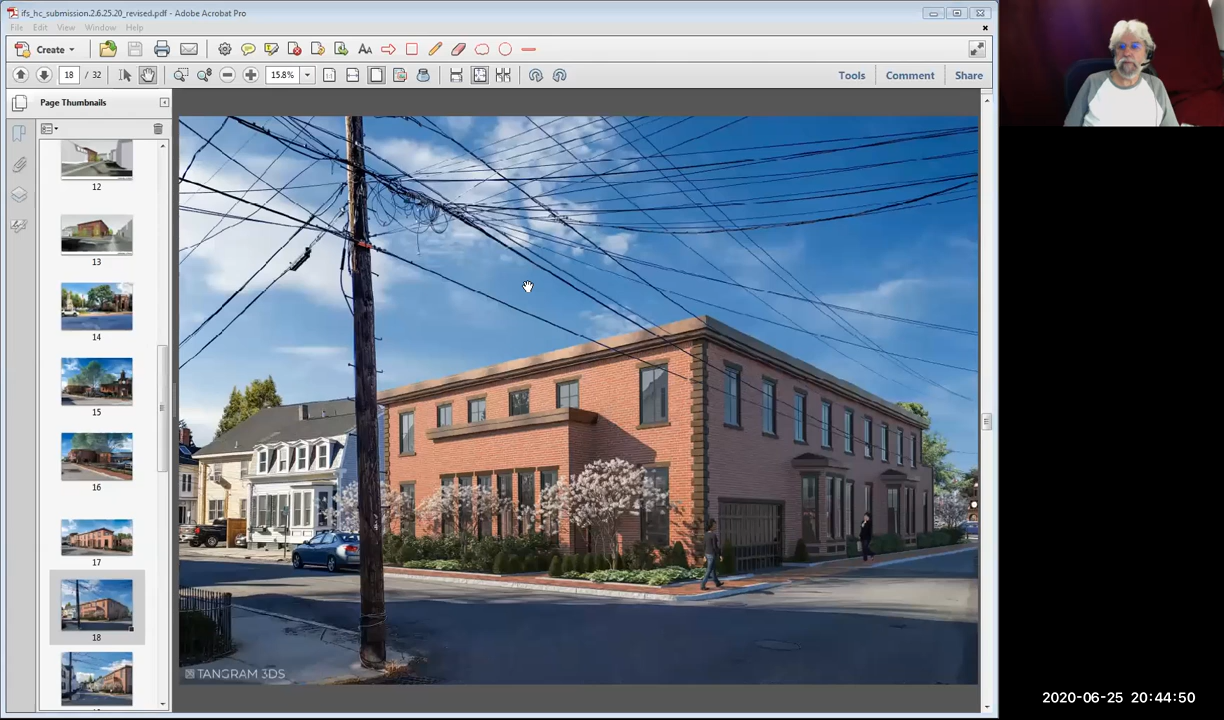 ifs_hc_submission.2.6.25.20_revised.pdf - Adobe Acrobat Pro
File Edit View Window Help
Create
18 / 32
15.8%
Tools
Comment
Share
Page Thumbnails
12
13
14
15
16
17
18
TANGRAM 3DS
2020-06-25 20:44:50